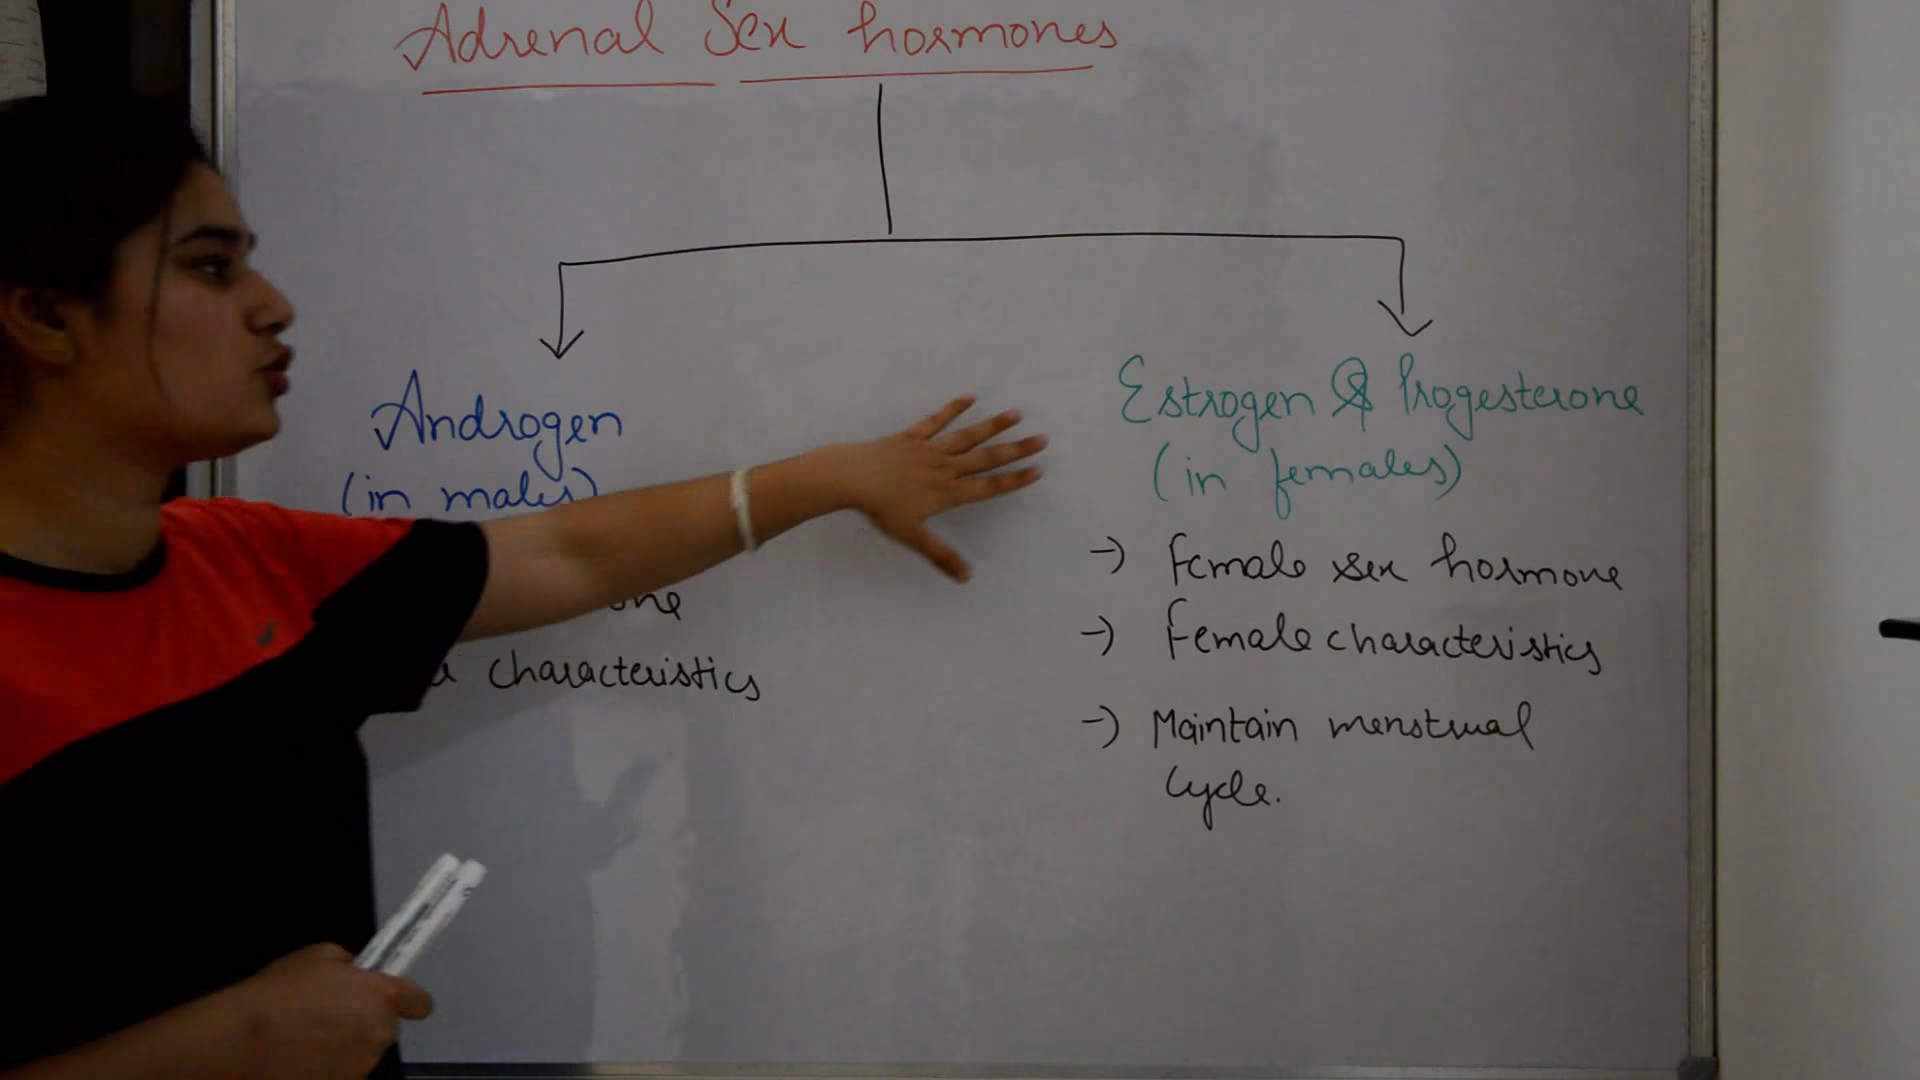 Adrenal Sex hormones
Androgen
(in males)
characteristics
Estrogen & Progesterone
(in females)
-) Female sex hormone
-) Female characteristics
-) Maintain menstrual
cycle.